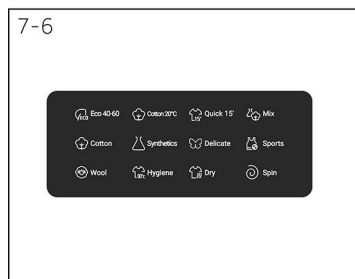 7-6
Eco 40-60 Cotton 20°C Quick 15' Mix
Cotton Synthetics Delicate Sports
Wool Hygiene Dry Spin